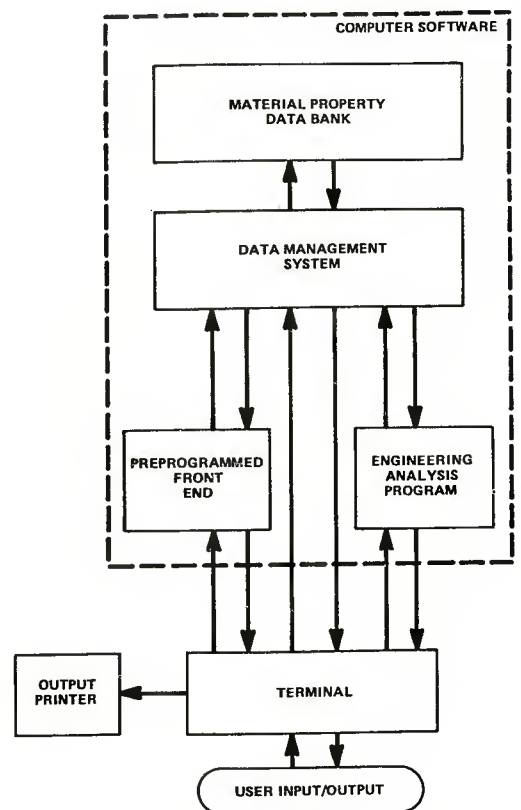 COMPUTER SOFTWARE
MATERIAL PROPERTY
DATA BANK
DATA MANAGEMENT
SYSTEM
PREPROGRAMMED
FRONT
END
ENGINEERING
ANALYSIS
PROGRAM
OUTPUT
PRINTER
TERMINAL
USER INPUT/OUTPUT